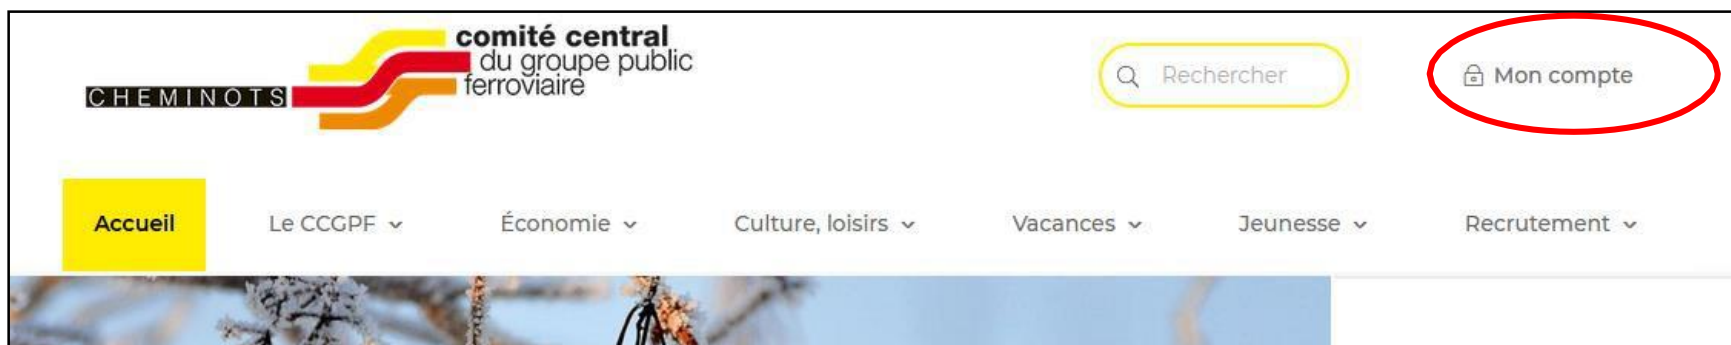 comité central
du groupe public
ferroviaire
CHEMINOTS
Rechercher
Mon compte
Accueil
Le CCGPF
Économie
Culture, loisirs
Vacances
Jeunesse
Recrutement